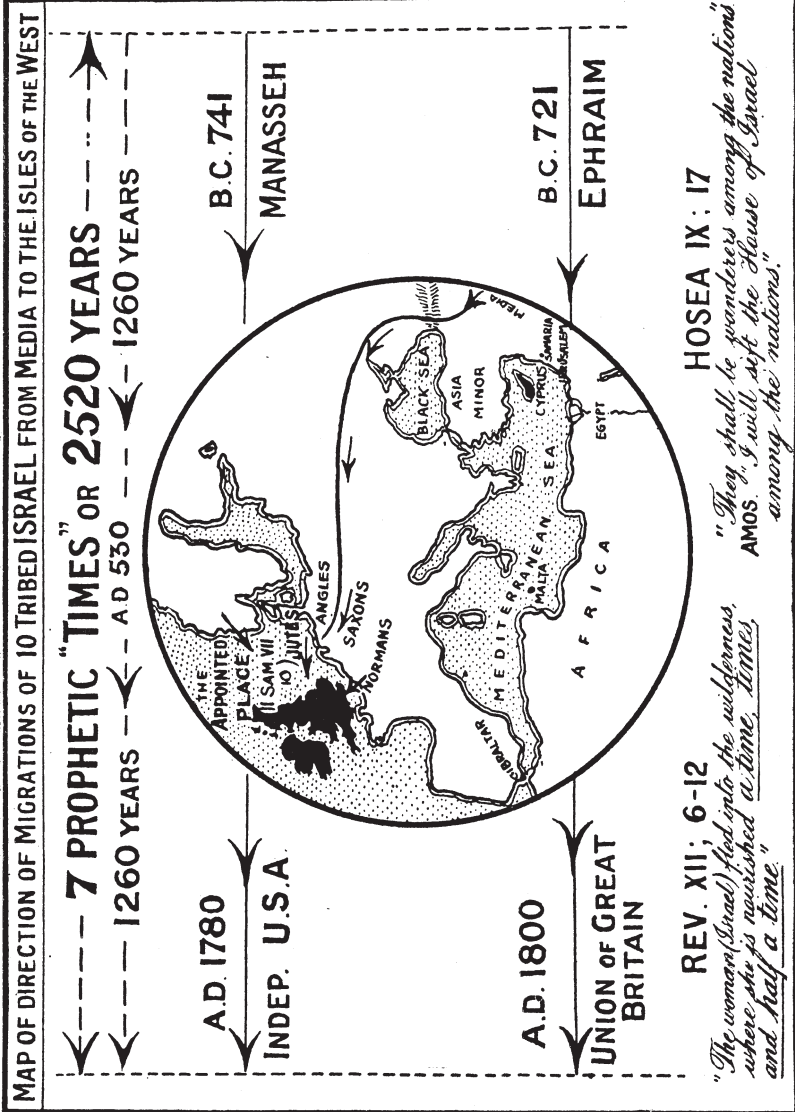 MAP OF DIRECTION OF MIGRATIONS OF 10 TRIBED ISRAEL FROM MEDIA TO THE ISLES OF THE WEST
7 PROPHETIC "TIMES" OR 2520 YEARS
1260 YEARS
AD 530
1260 YEARS
A.D. 1780
INDEP. U.S.A.
B.C. 741
MANASSEH
THE
APPOINTED
PLACE
II SAM VII
10
JUTES
ANGLES
SAXONS
NORMANS
MEDIA
BLACK SEA
ASIA
MINOR
CYPRUS
SAMARIA
JERUSALEM
EGYPT
MEDITERRANEAN SEA
MALTA
GIBRALTAR
AFRICA
A.D. 1800
UNION OF GREAT
BRITAIN
B.C. 721
EPHRAIM
REV. XII; 6-12
"The woman (Israel) fled into the wilderness,
where she is nourished a time, times,
and half a time."
HOSEA IX; 17
"They shall be wanderers among the nations"
AMOS. "I will sift the House of Israel
among the nations."